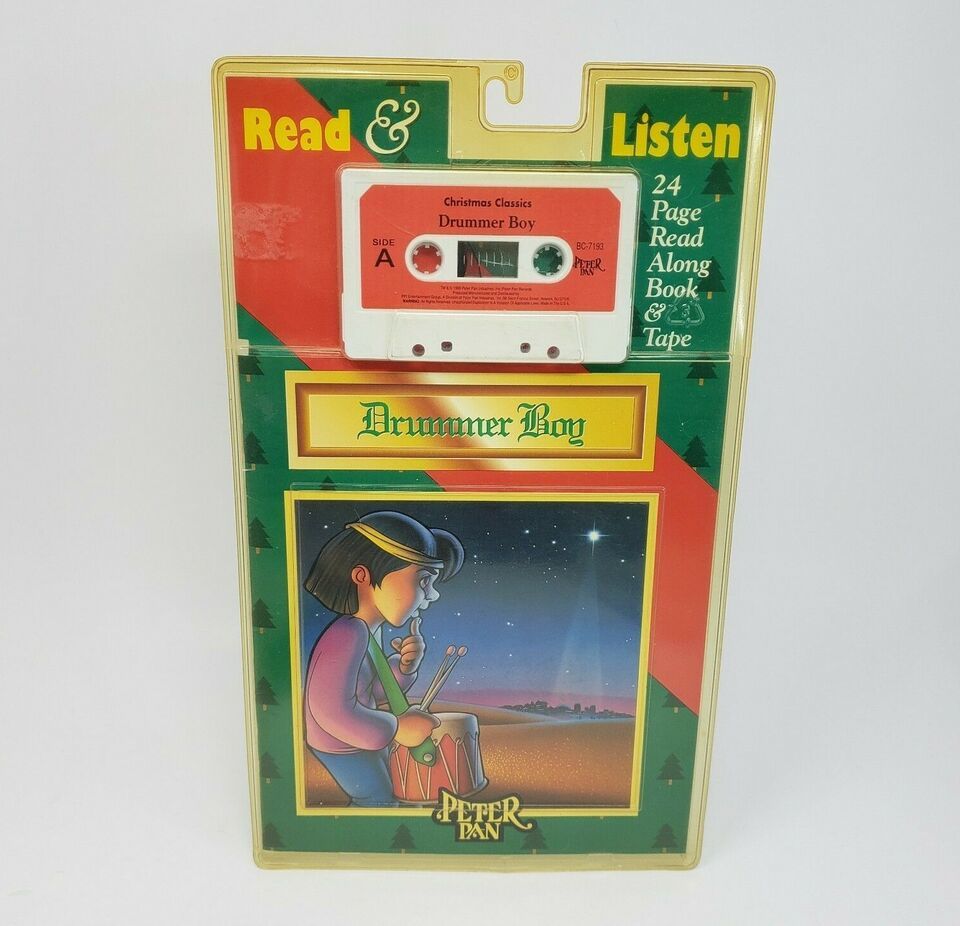 Read & Listen
24
Page
Read
Along
Book
&
Tape
Christmas Classics
Drummer Boy
SIDE
A
BC-7193
PETER
PAN
Drummer Boy
PETER
PAN